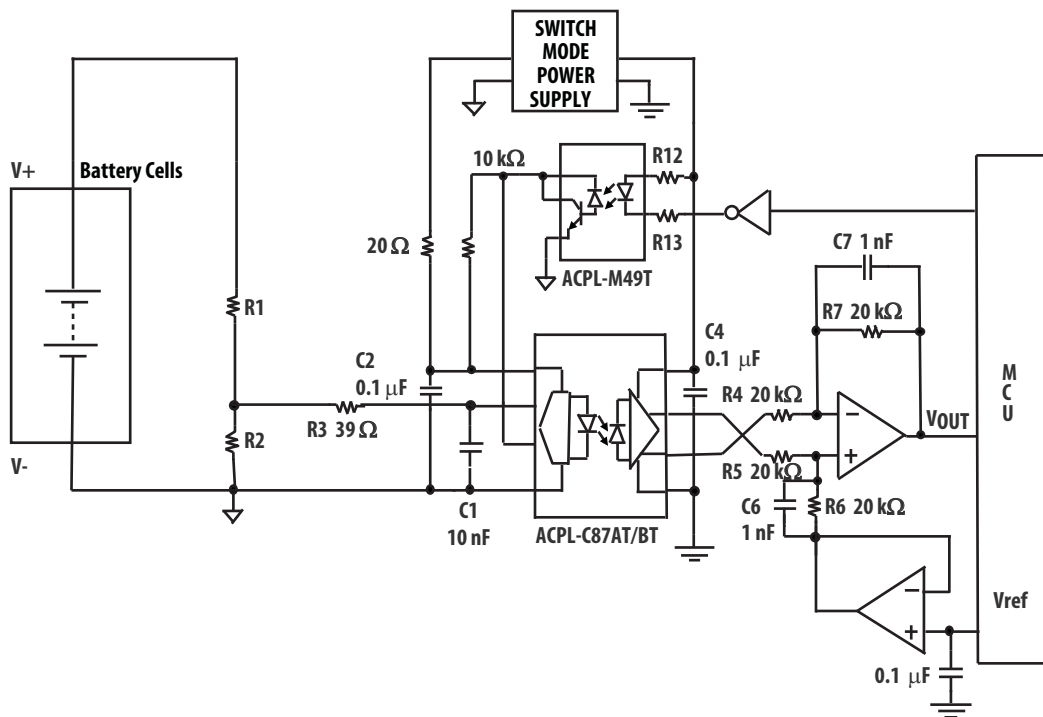 SWITCH
MODE
POWER
SUPPLY
V+
Battery Cells
10 kΩ
R12
R13
20 Ω
ACPL-M49T
C7 1 nF
R7 20 kΩ
R1
C2
0.1 μF
C4
0.1 μF
M
C
U
R4 20 kΩ
−
+
VOUT
R3 39 Ω
R2
R5 20 kΩ
V-
C1
10 nF
ACPL-C87AT/BT
C6
1 nF
R6 20 kΩ
−
+
Vref
0.1 μF